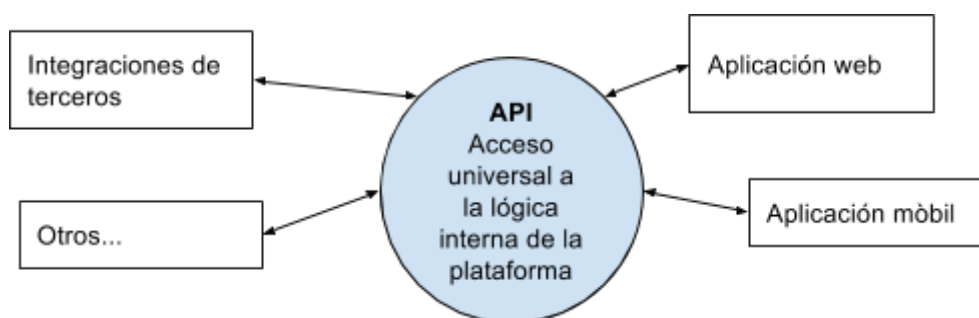 Integraciones de
terceros
Aplicación web
API
Acceso
universal a
la lógica
interna de la
plataforma
Otros...
Aplicación mòbil